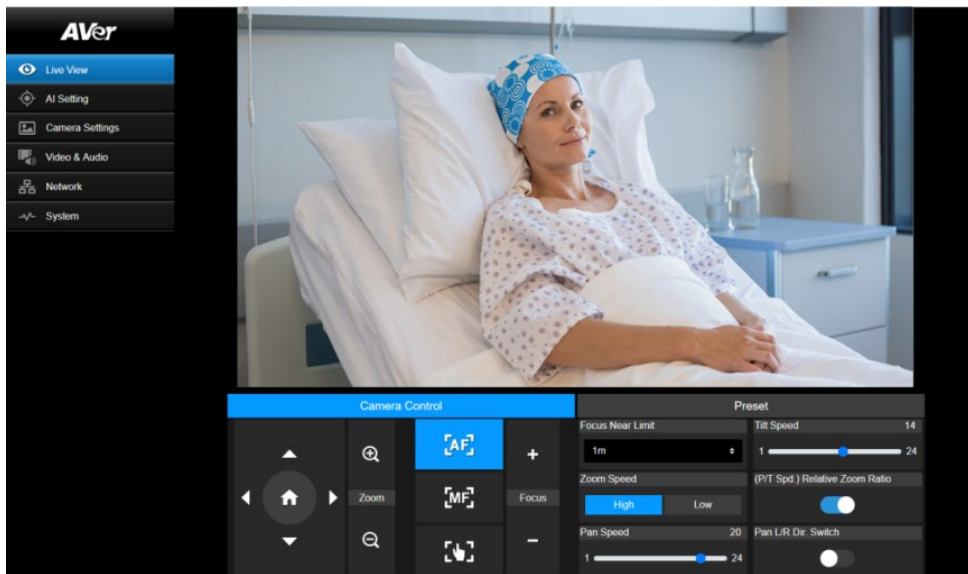 AVer
Live View
AI Setting
Camera Settings
Video & Audio
Network
System
Camera Control
Preset
Zoom
AF
MF
Focus
Focus Near Limit
1m
Zoom Speed
High Low
Pan Speed 20
1 24
Tilt Speed 14
1 24
(P/T Spd.) Relative Zoom Ratio
Pan L/R Dir. Switch